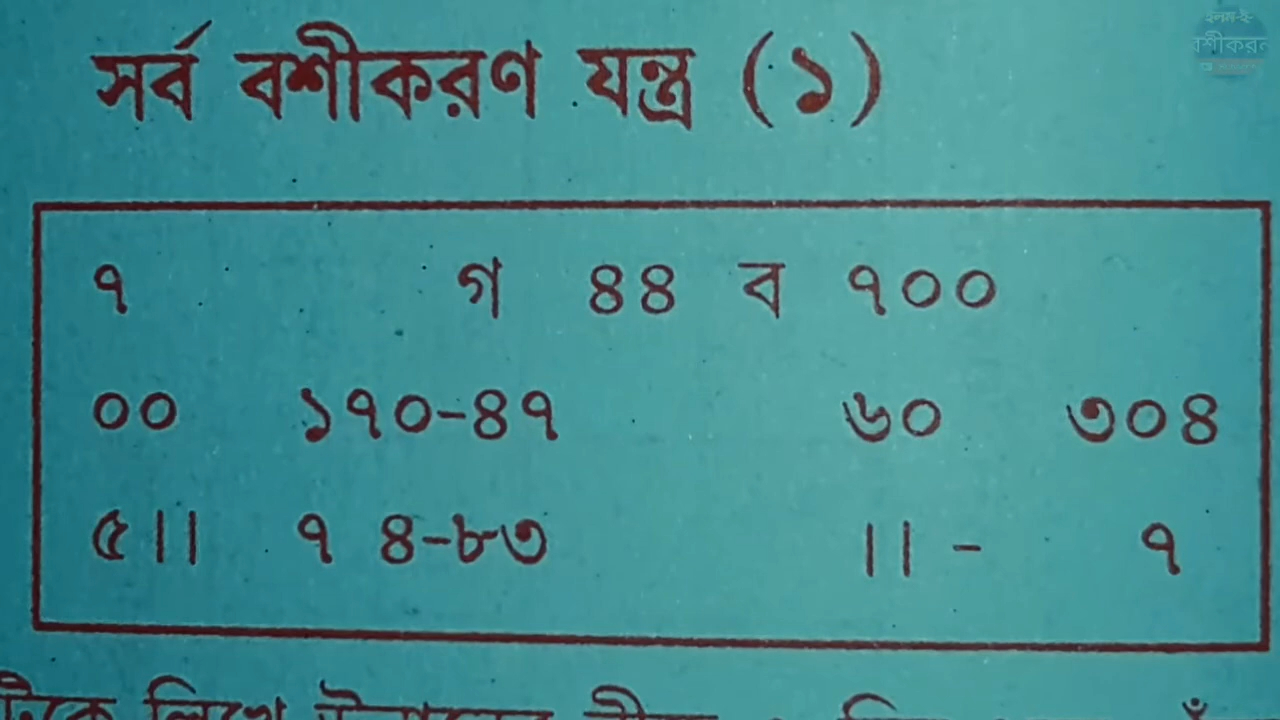 সর্ব বশীকরণ যন্ত্র (১)
৭ গ ৪৪ ব ৭০০
০০ ১৭০-৪৭ ৬০ ৩০৪
৫।। ৭ ৪-৮৩ ।। - ৭